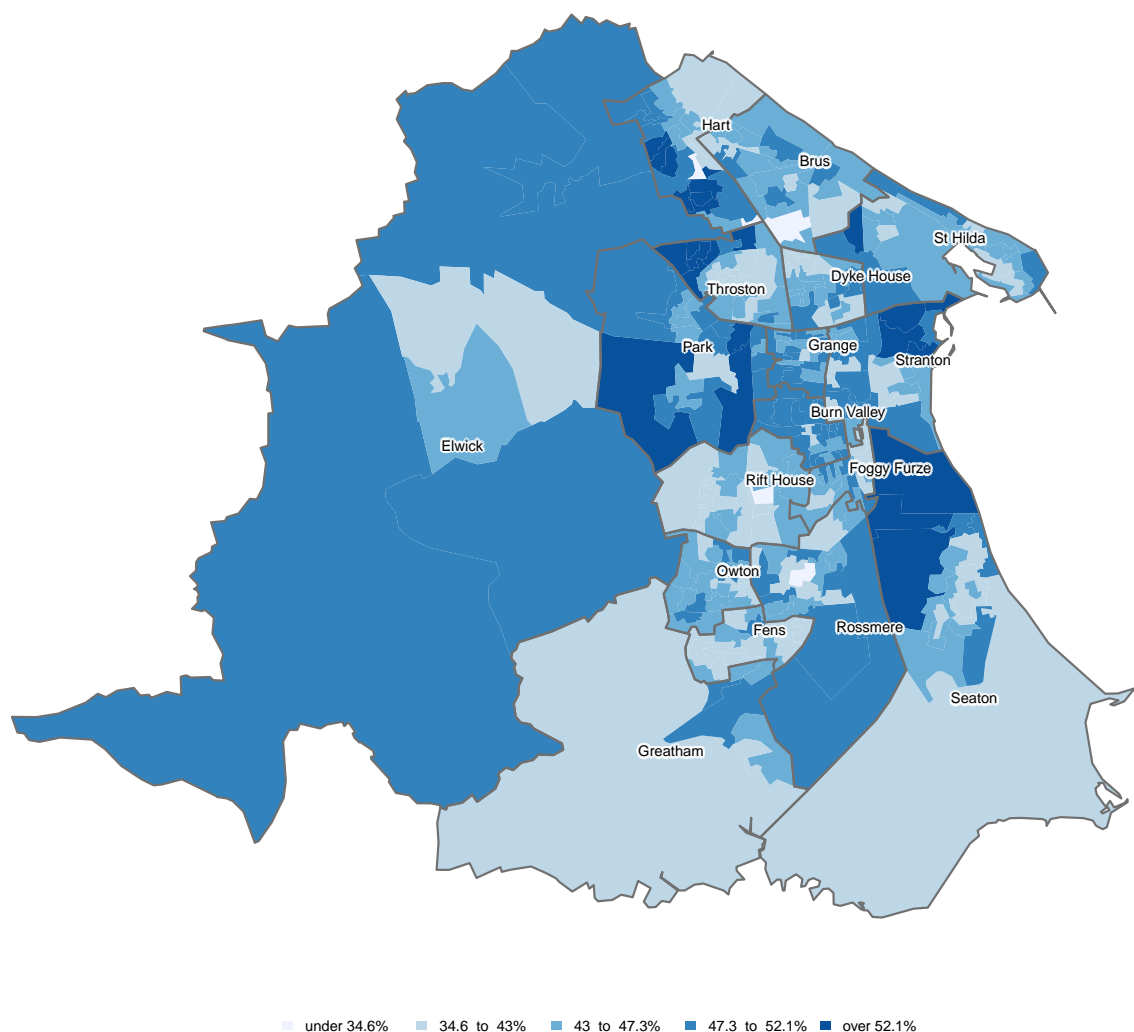 Hart
Brus
St Hilda
Dyke House
Throston
Park
Grange
Stranton
Burn Valley
Elwick
Foggy Furze
Rift House
Owton
Fens
Rossmere
Seaton
Greatham
under 34.6% 34.6 to 43% 43 to 47.3% 47.3 to 52.1% over 52.1%